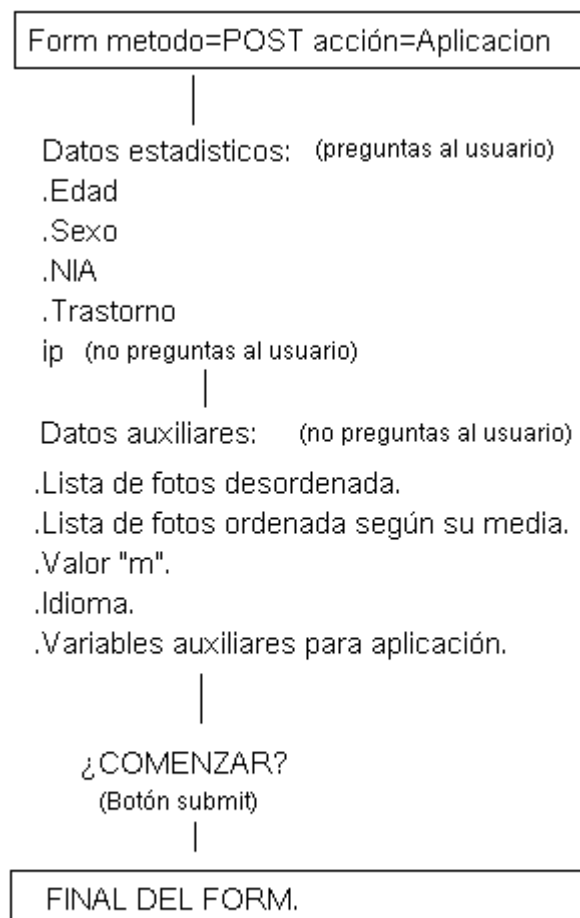 Form metodo=POST acción=Aplicacion
Datos estadisticos: (preguntas al usuario)
.Edad
.Sexo
.NIA
.Trastorno
ip (no preguntas al usuario)
Datos auxiliares: (no preguntas al usuario)
.Lista de fotos desordenada.
.Lista de fotos ordenada según su media.
.Valor "m".
.Idioma.
.Variables auxiliares para aplicación.
¿COMENZAR?
(Botón submit)
FINAL DEL FORM.